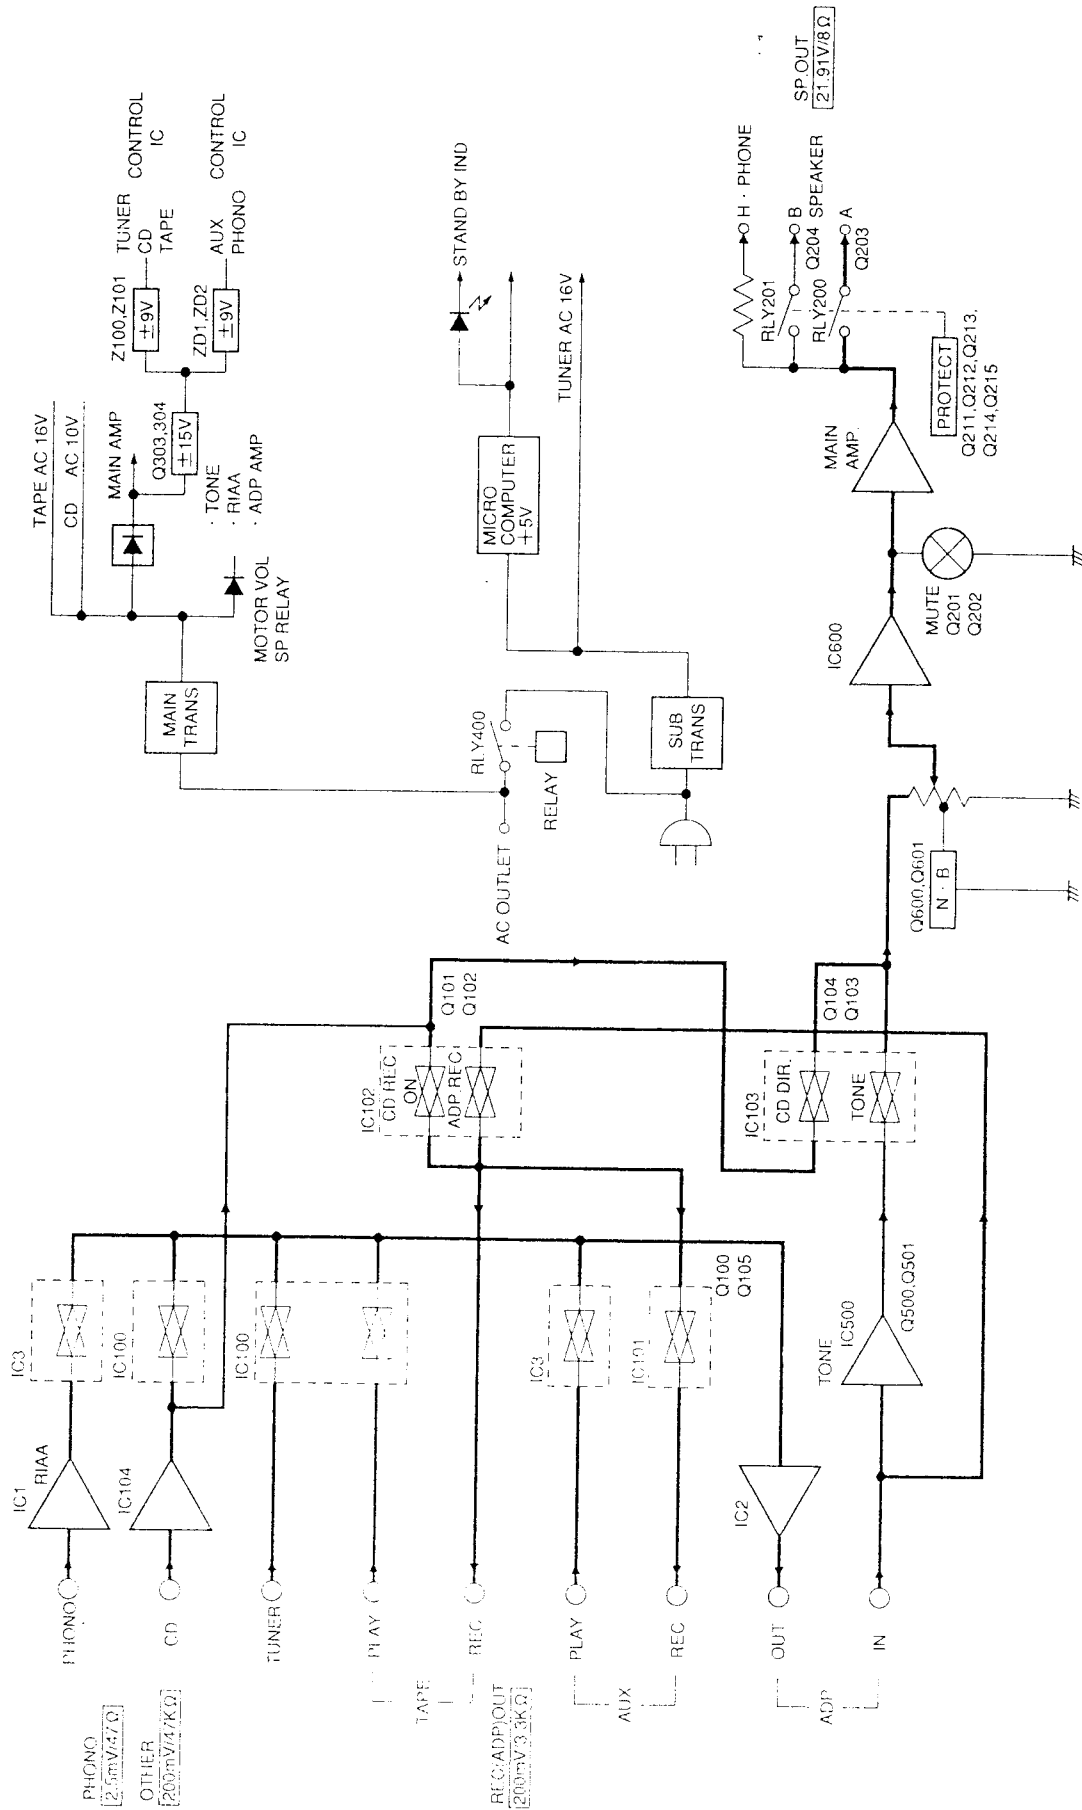 PHONO
2.5mV/47Ω
OTHER
200mV/47KΩ
REC(ADP)OUT
200mV/3.3KΩ
PHONO
CD
TUNER
PLAY
REC
TAPE
PLAY
REC
AUX
OUT
IN
ADP
IC1
RIAA
IC104
IC3
IC100
IC100
IC3
IC101
Q100
Q105
IC2
TONE
IC500
Q500,Q501
IC102
CD REC
ON
ADP REC
Q101
Q102
IC103
CD DIR.
TONE
Q104
Q103
Q600,Q601
N · B
IC600
MUTE
Q201
Q202
MAIN
AMP.
PROTECT
Q211,Q212,Q213,
Q214,Q215
RLY201
RLY200
H · PHONE
B
Q204 SPEAKER
A
Q203
SP.OUT
21.91V/8Ω
AC OUTLET
RLY400
RELAY
SUB
TRANS
MAIN
TRANS
MICRO
COMPUTER
+5V
STAND BY IND
TUNER AC 16V
TAPE AC 16V
CD AC 10V
MAIN AMP
MOTOR VOL
SP RELAY
Q303,304
±15V
· TONE
· RIAA
· ADP AMP
Z100,Z101
±9V
TUNER
CD
TAPE
CONTROL
IC
ZD1,ZD2
±9V
AUX
PHONO
CONTROL
IC